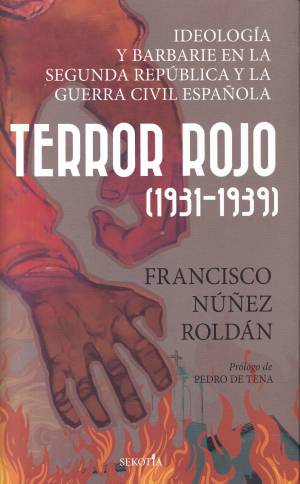 IDEOLOGÍA
Y BARBARIE EN LA
SEGUNDA REPÚBLICA Y LA
GUERRA CIVIL ESPAÑOLA
TERROR ROJO
(1931-1939)
FRANCISCO
NÚÑEZ
ROLDÁN
Prólogo de
PEDRO DE TENA
SEKOTIA